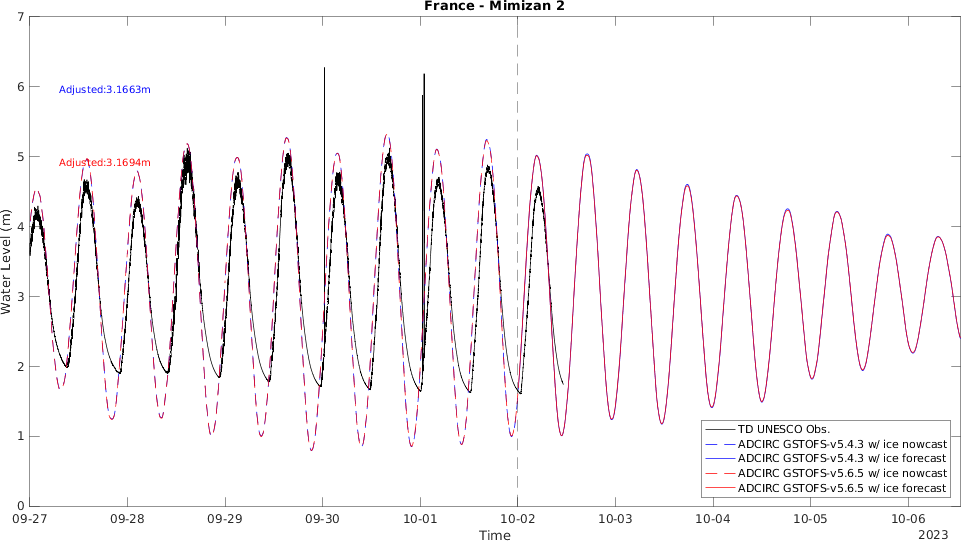 France - Mimizan 2
7
6
5
4
3
2
1
0
Water Level (m)
Adjusted:3.1663m
Adjusted:3.1694m
TD UNESCO Obs.
ADCIRC GSTOFS-v5.4.3 w/ ice nowcast
ADCIRC GSTOFS-v5.4.3 w/ ice forecast
ADCIRC GSTOFS-v5.6.5 w/ ice nowcast
ADCIRC GSTOFS-v5.6.5 w/ ice forecast
09-27 09-28 09-29 09-30 10-01 10-02 10-03 10-04 10-05 10-06
Time
2023